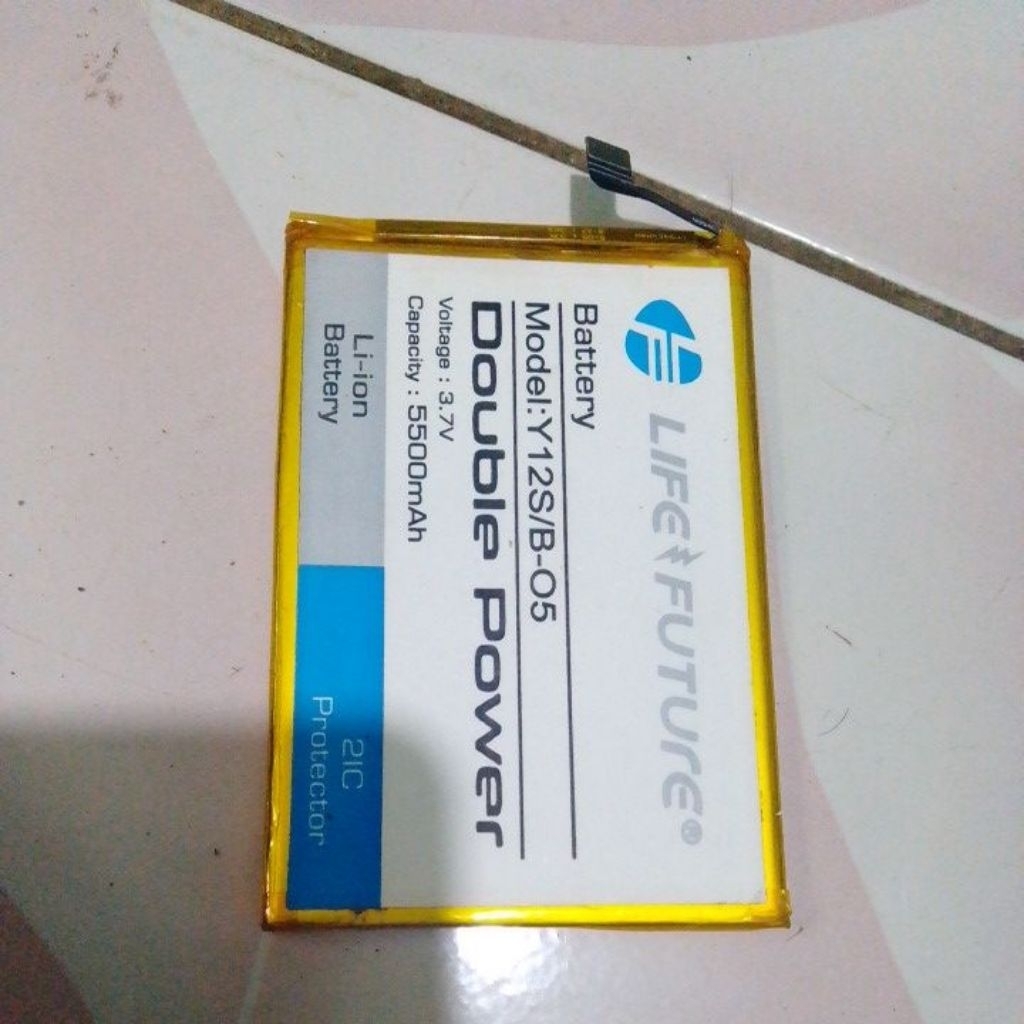 LIFE FUTURE®
Battery
Model:Y12S/B-O5
Double Power
Voltage : 3.7V
Capacity : 5500mAh
Li-ion
Battery
2IC
Protector